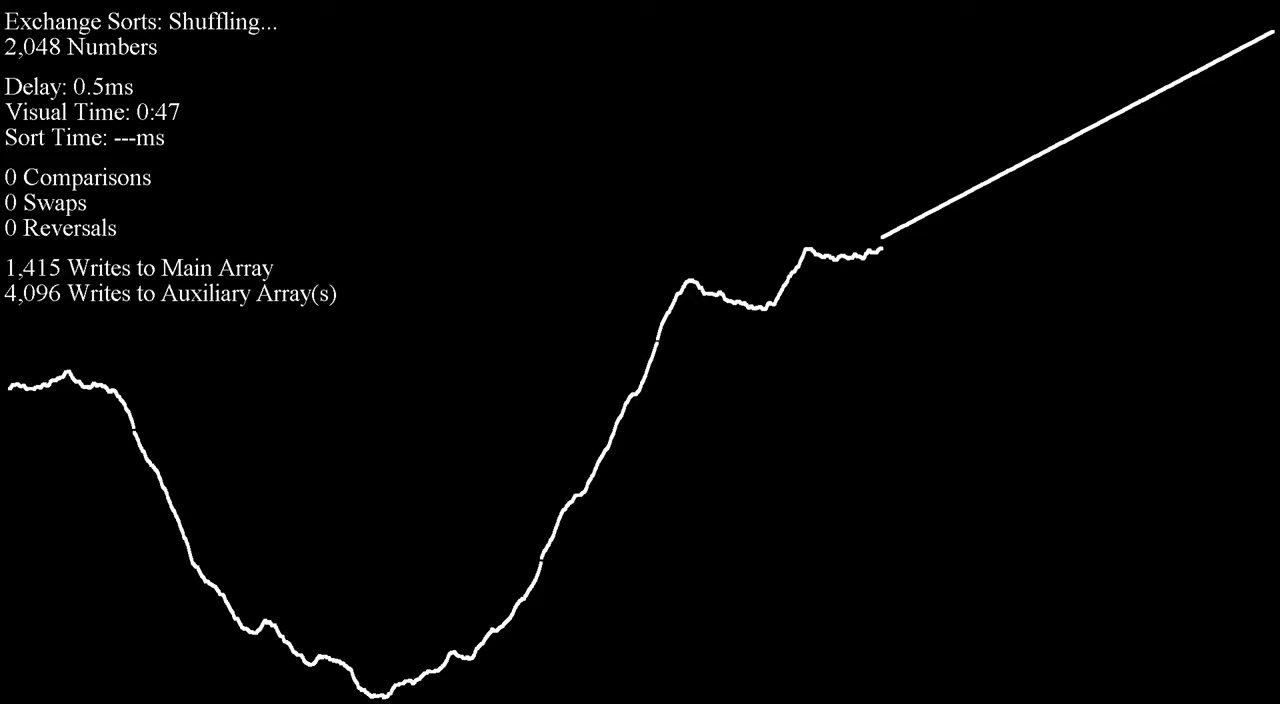 Exchange Sorts: Shuffling...
2,048 Numbers
Delay: 0.5ms
Visual Time: 0:47
Sort Time: ---ms
0 Comparisons
0 Swaps
0 Reversals
1,415 Writes to Main Array
4,096 Writes to Auxiliary Array(s)